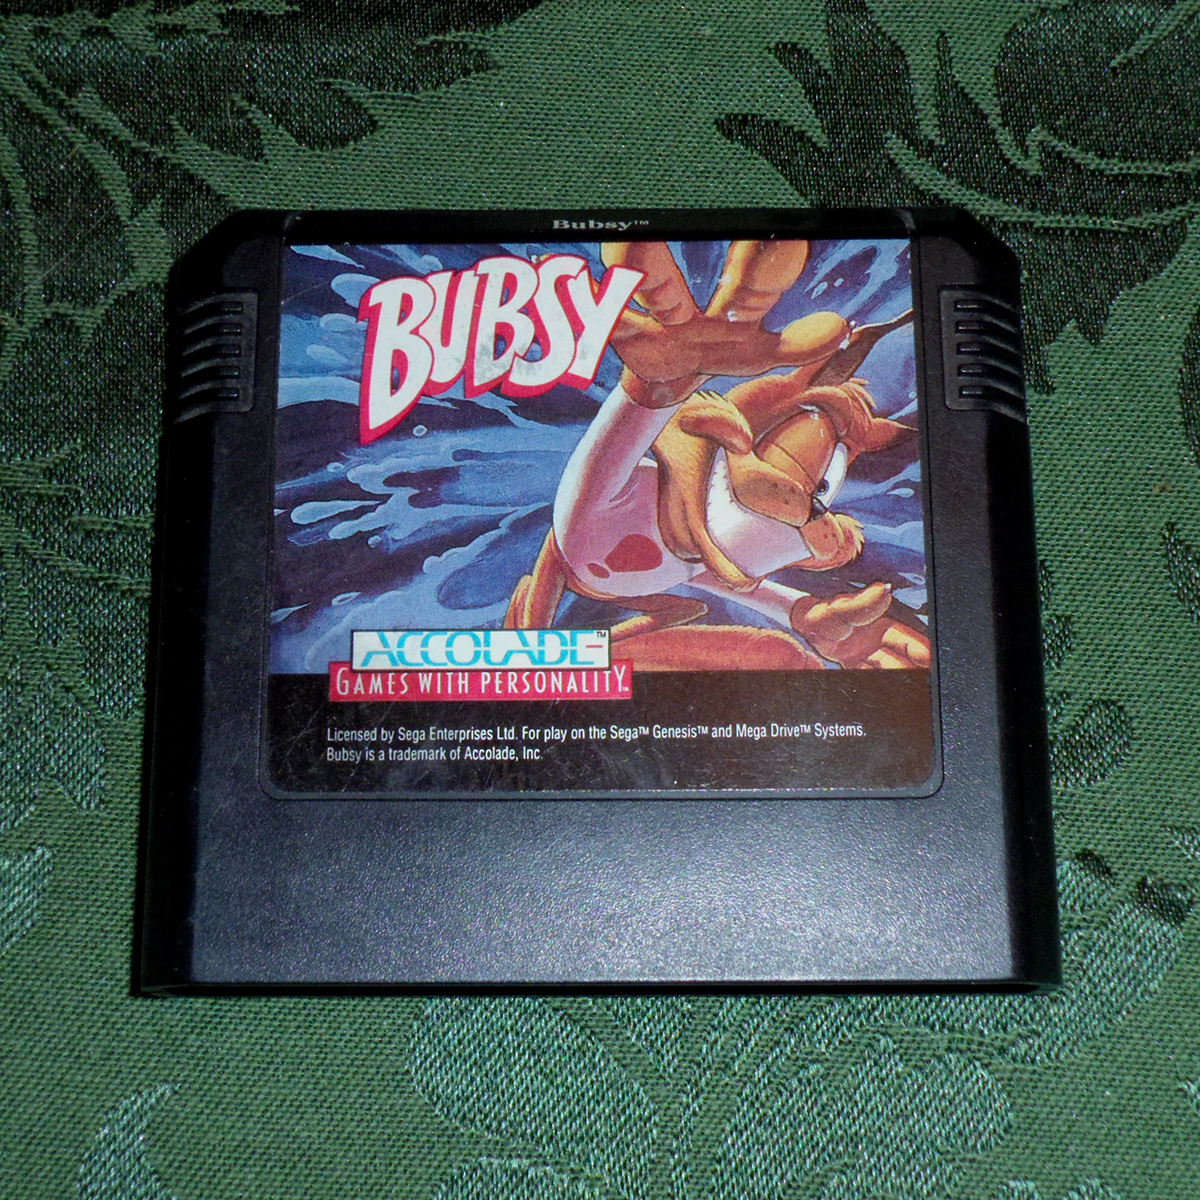 Bubsy™
BUBSY
ACCOLADE™
GAMES WITH PERSONALITY™
Licensed by Sega Enterprises Ltd. For play on the Sega™ Genesis™ and Mega Drive™ Systems.
Bubsy is a trademark of Accolade, Inc.